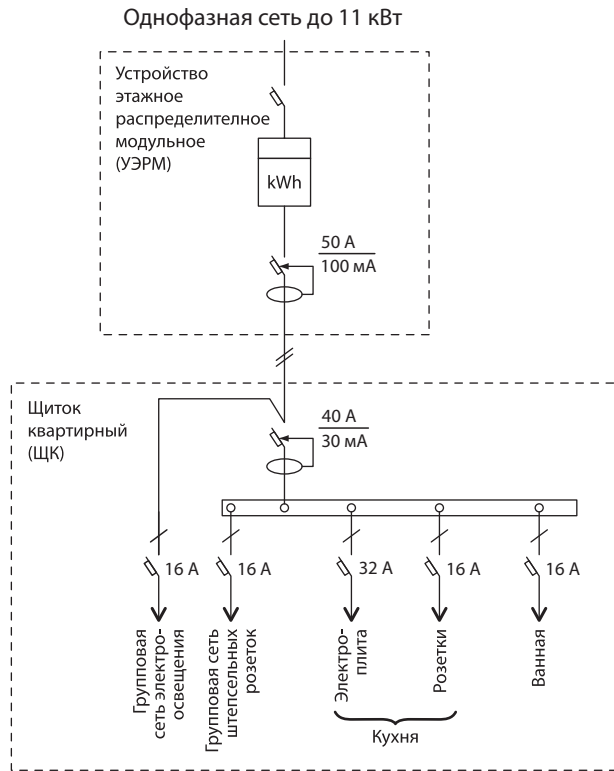 Однофазная сеть до 11 кВт
Устройство
этажное
распределителное
модульное
(УЭРМ)
kWh
50 А
100 мА
Щиток
квартирный
(ЩК)
40 А
30 мА
16 А
16 А
32 А
16 А
16 А
Групповая
сеть электро-
освещения
Групповая сеть
штепсельных
розеток
Электро-
плита
Розетки
Ванная
Кухня